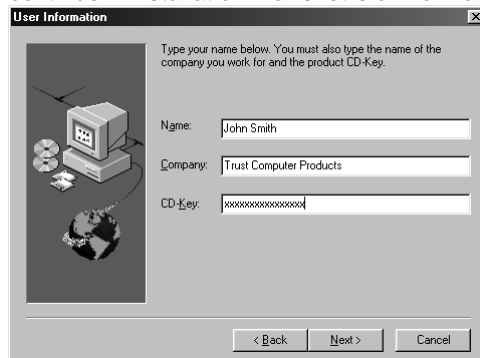 User Information
Type your name below. You must also type the name of the
company you work for and the product CD-Key.
Name: John Smith
Company: Trust Computer Products
CD-Key: xxxxxxxxxxxxxxxx
< Back Next > Cancel